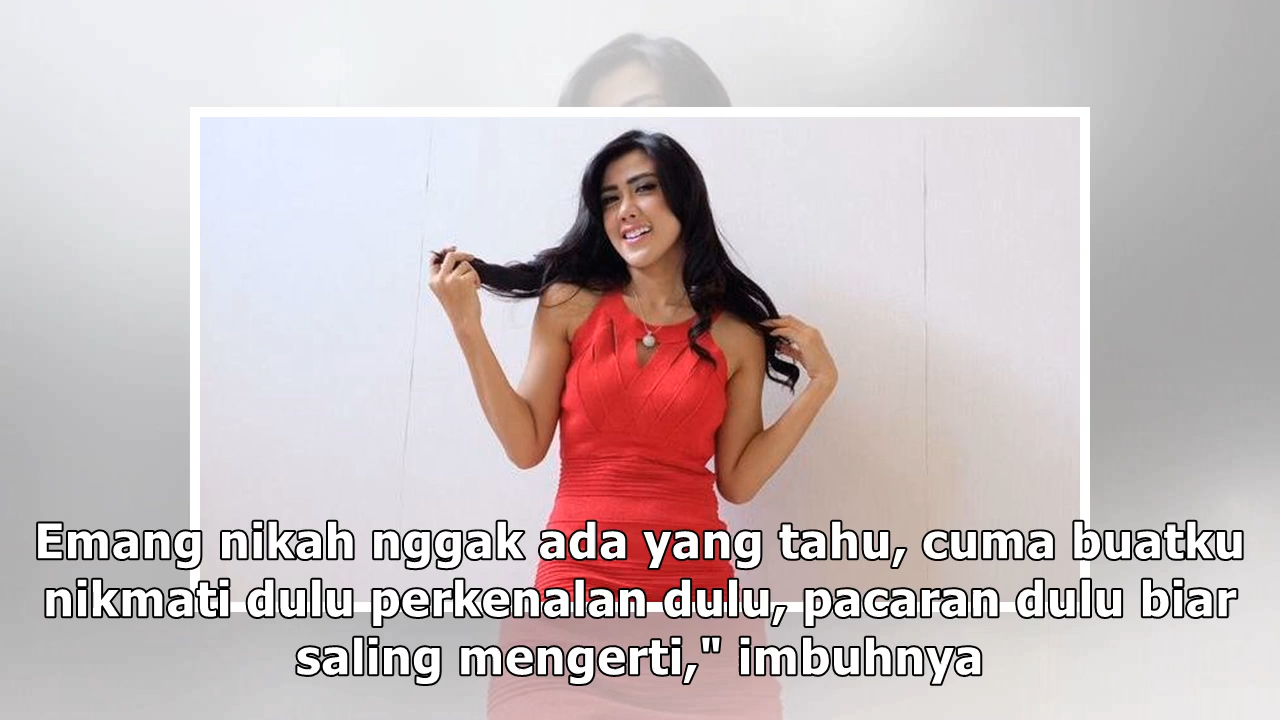 Emang nikah nggak ada yang tahu, cuma buatku
nikmati dulu perkenalan dulu, pacaran dulu biar
saling mengerti," imbuhnya